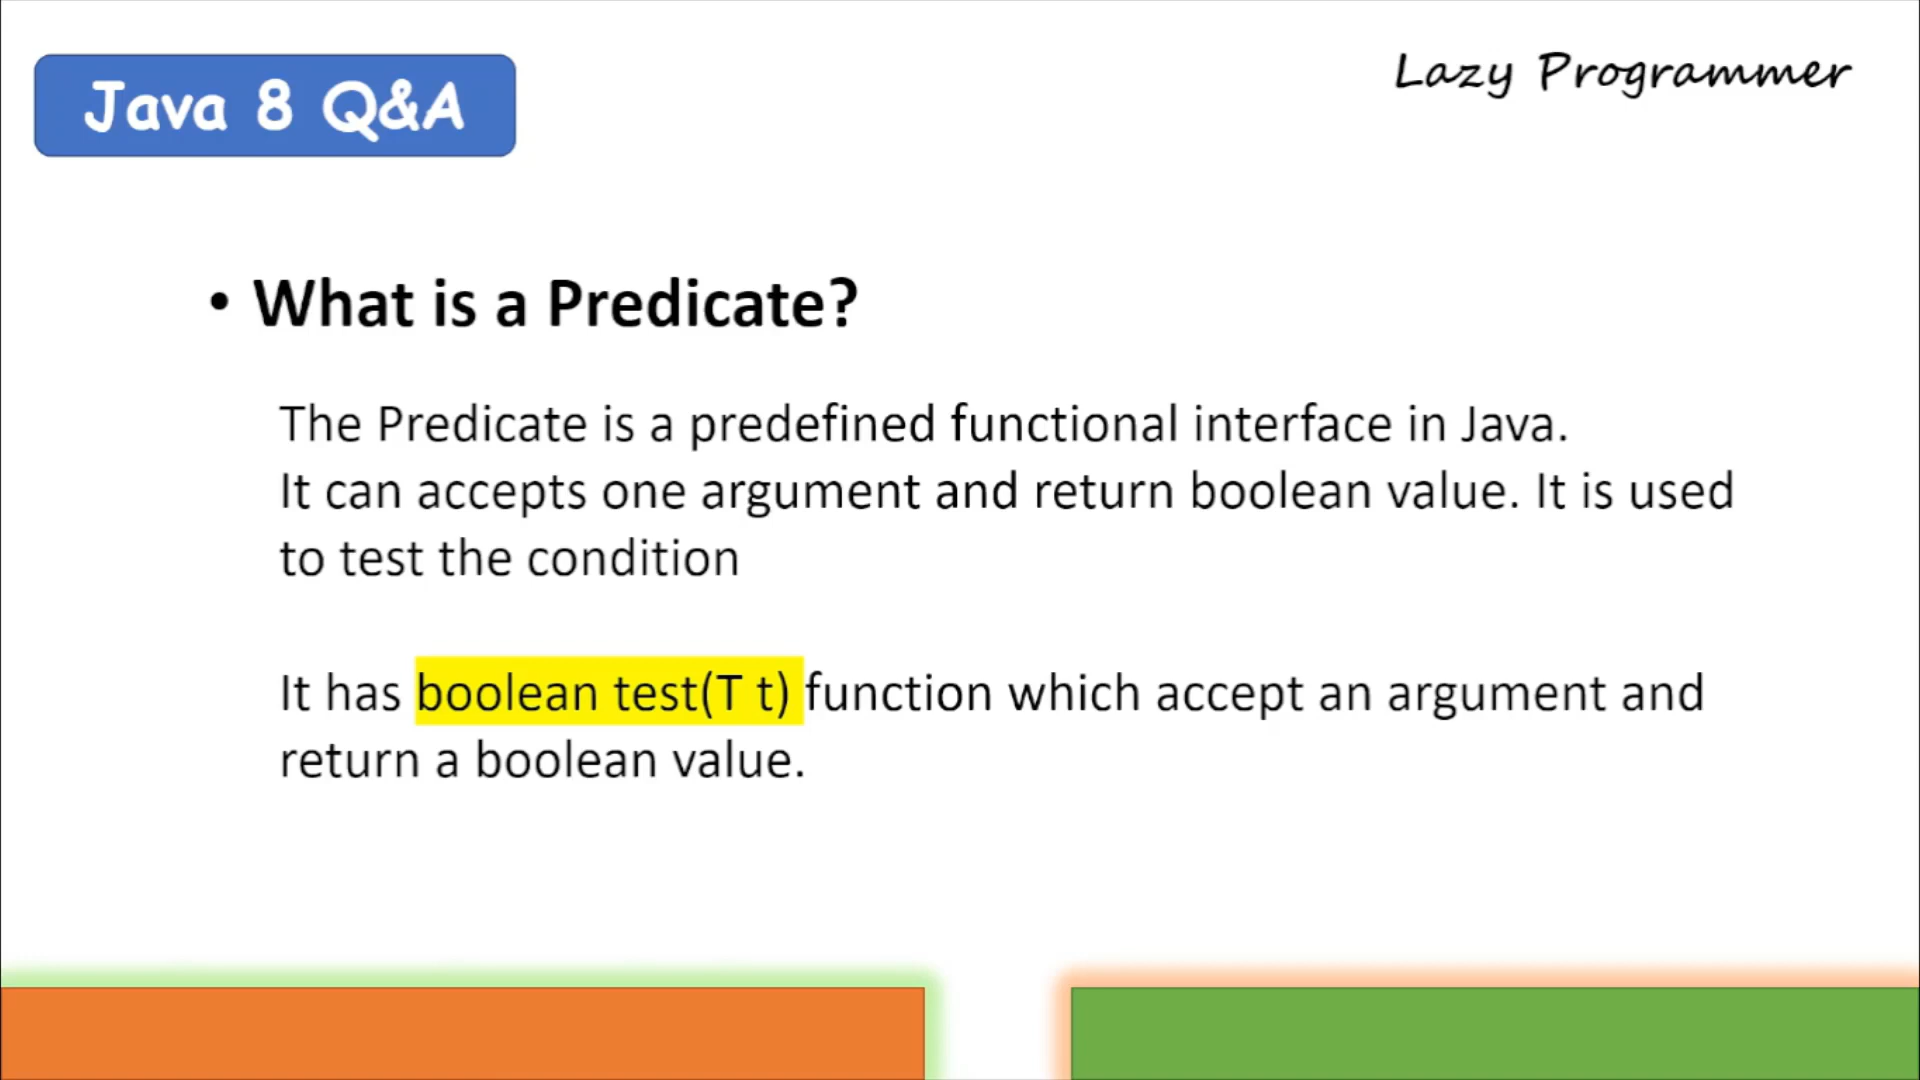 Java 8 Q&A
Lazy Programmer
• What is a Predicate?
The Predicate is a predefined functional interface in Java.
It can accepts one argument and return boolean value. It is used
to test the condition
It has boolean test(T t) function which accept an argument and
return a boolean value.